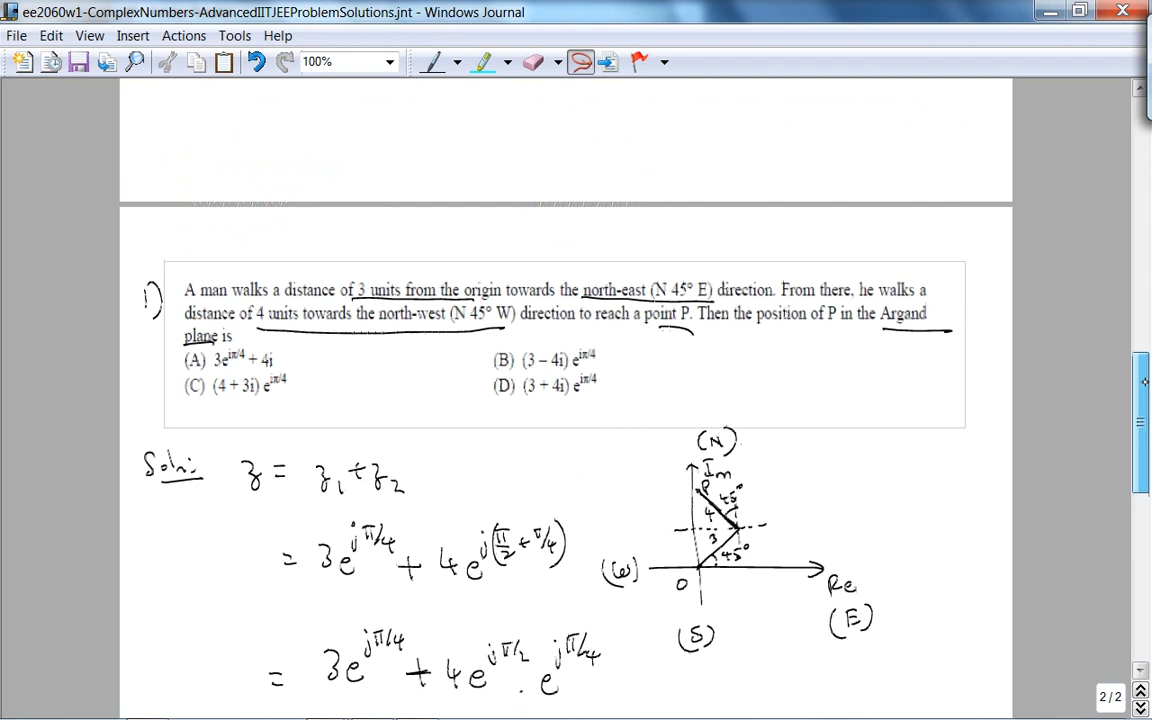 ee2060w1-ComplexNumbers-AdvancedIITJEEProblemSolutions.jnt - Windows Journal
File Edit View Insert Actions Tools Help
100%
1) A man walks a distance of 3 units from the origin towards the north-east (N 45° E) direction. From there, he walks a
distance of 4 units towards the north-west (N 45° W) direction to reach a point P. Then the position of P in the Argand
plane is
(A) 3e^{iπ/4} + 4i (B) (3 – 4i) e^{iπ/4}
(C) (4 + 3i) e^{iπ/4} (D) (3 + 4i) e^{iπ/4}
Soln: z = z₁ + z₂
= 3e^{jπ/4} + 4e^{j(π/2 + π/4)}
= 3e^{jπ/4} + 4e^{jπ/2} . e^{jπ/4}
(N)
Im
P
45°
4
3
45°
(W)
O
Re
(E)
(S)
2 / 2